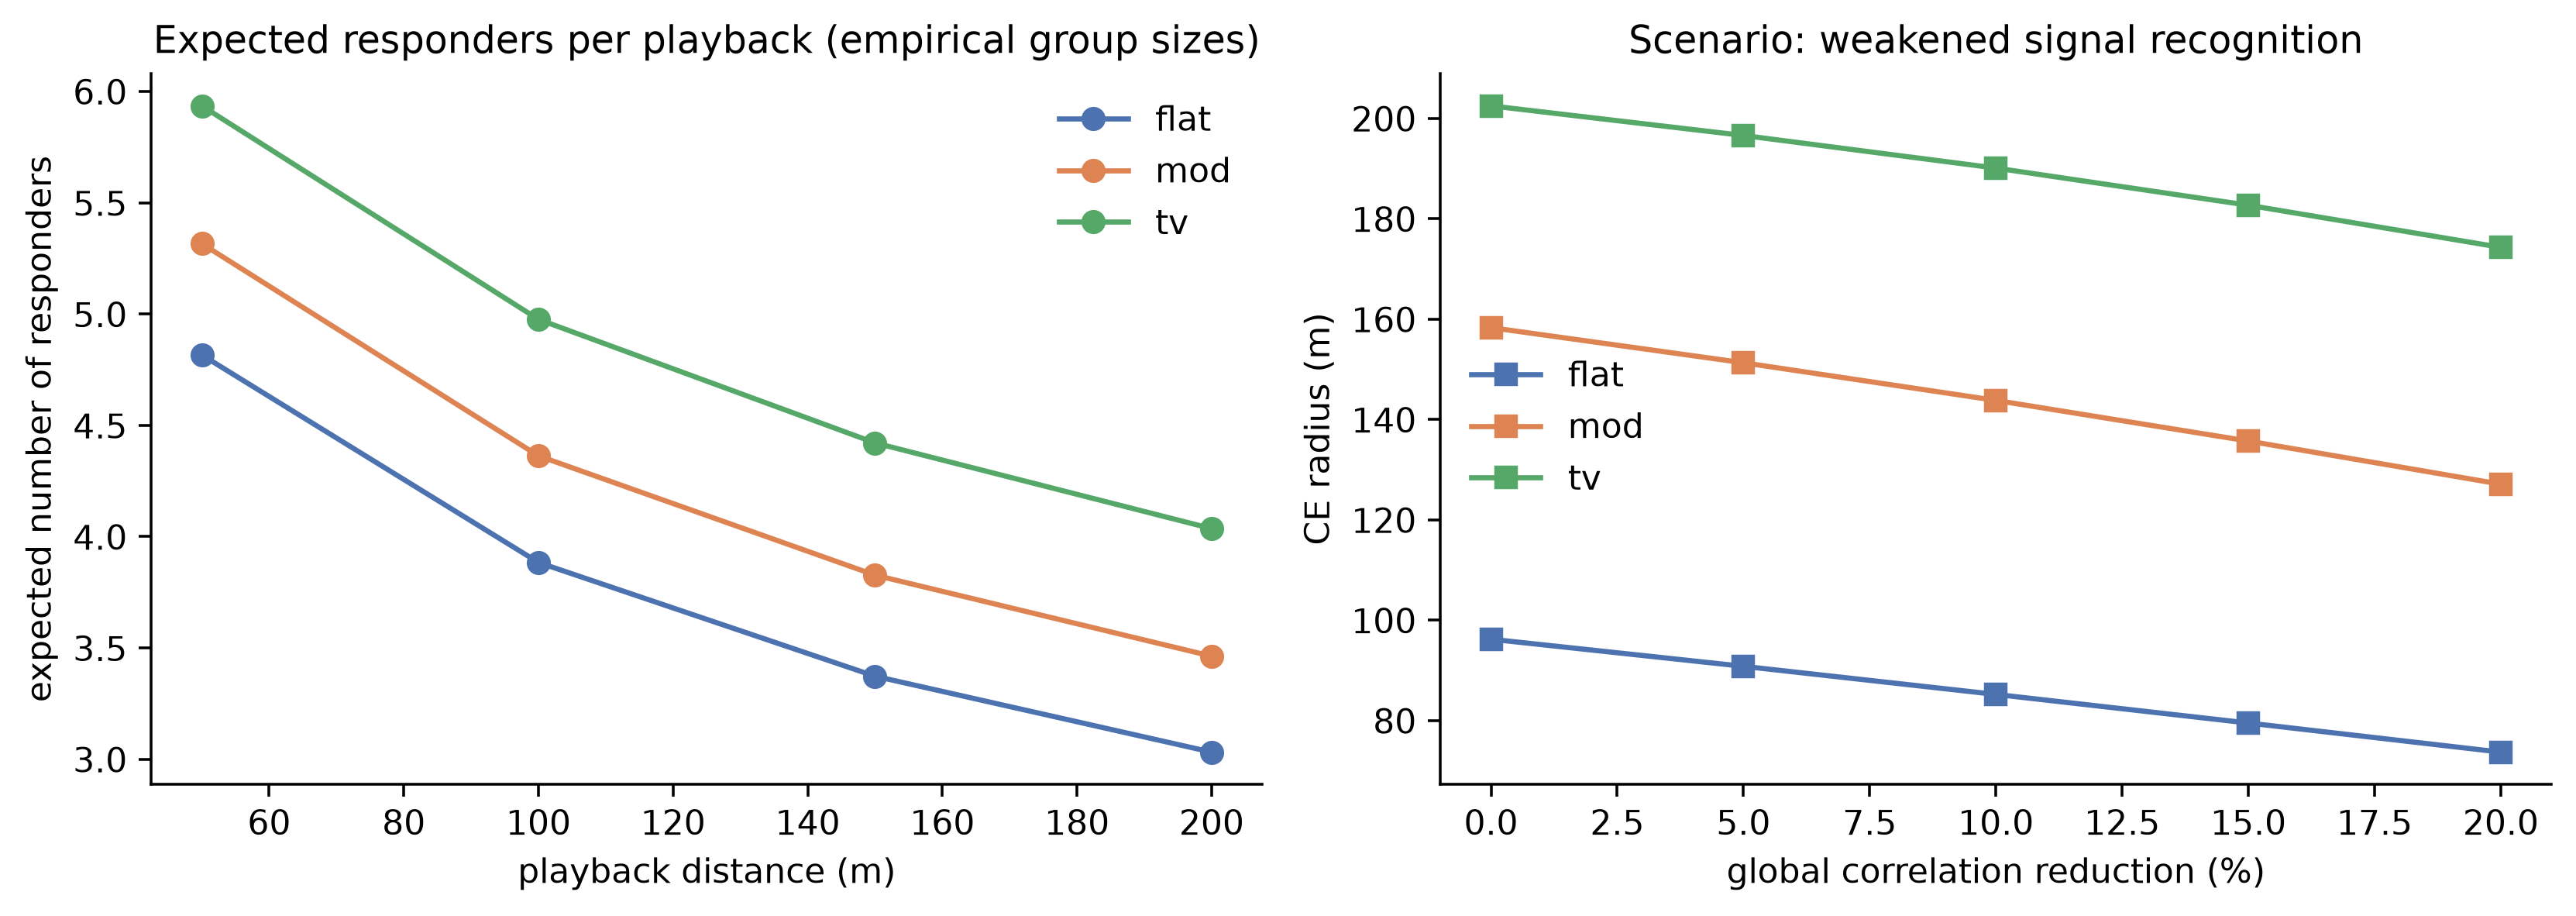 Expected responders per playback (empirical group sizes)
expected number of responders
6.0
5.5
5.0
4.5
4.0
3.5
3.0
60 80 100 120 140 160 180 200
playback distance (m)
flat
mod
tv
Scenario: weakened signal recognition
CE radius (m)
200
180
160
140
120
100
80
0.0 2.5 5.0 7.5 10.0 12.5 15.0 17.5 20.0
global correlation reduction (%)
flat
mod
tv